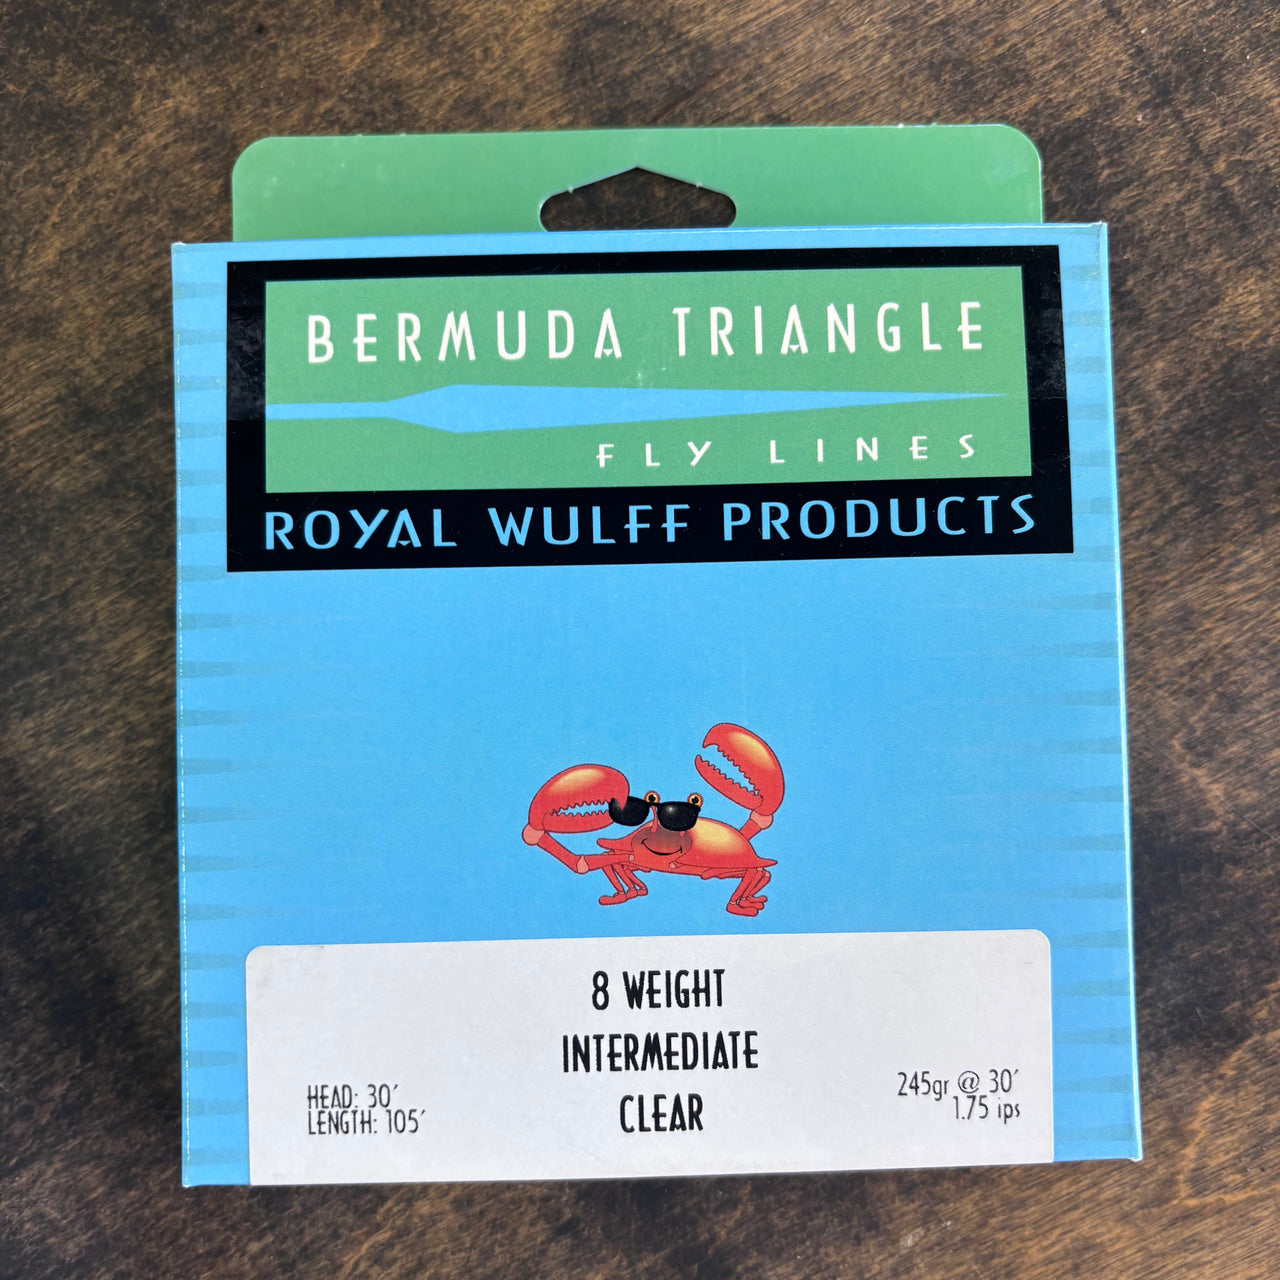 BERMUDA TRIANGLE
FLY LINES
ROYAL WULFF PRODUCTS
8 WEIGHT
INTERMEDIATE
CLEAR
HEAD: 30′
LENGTH: 105′
245gr @ 30′
1.75 ips